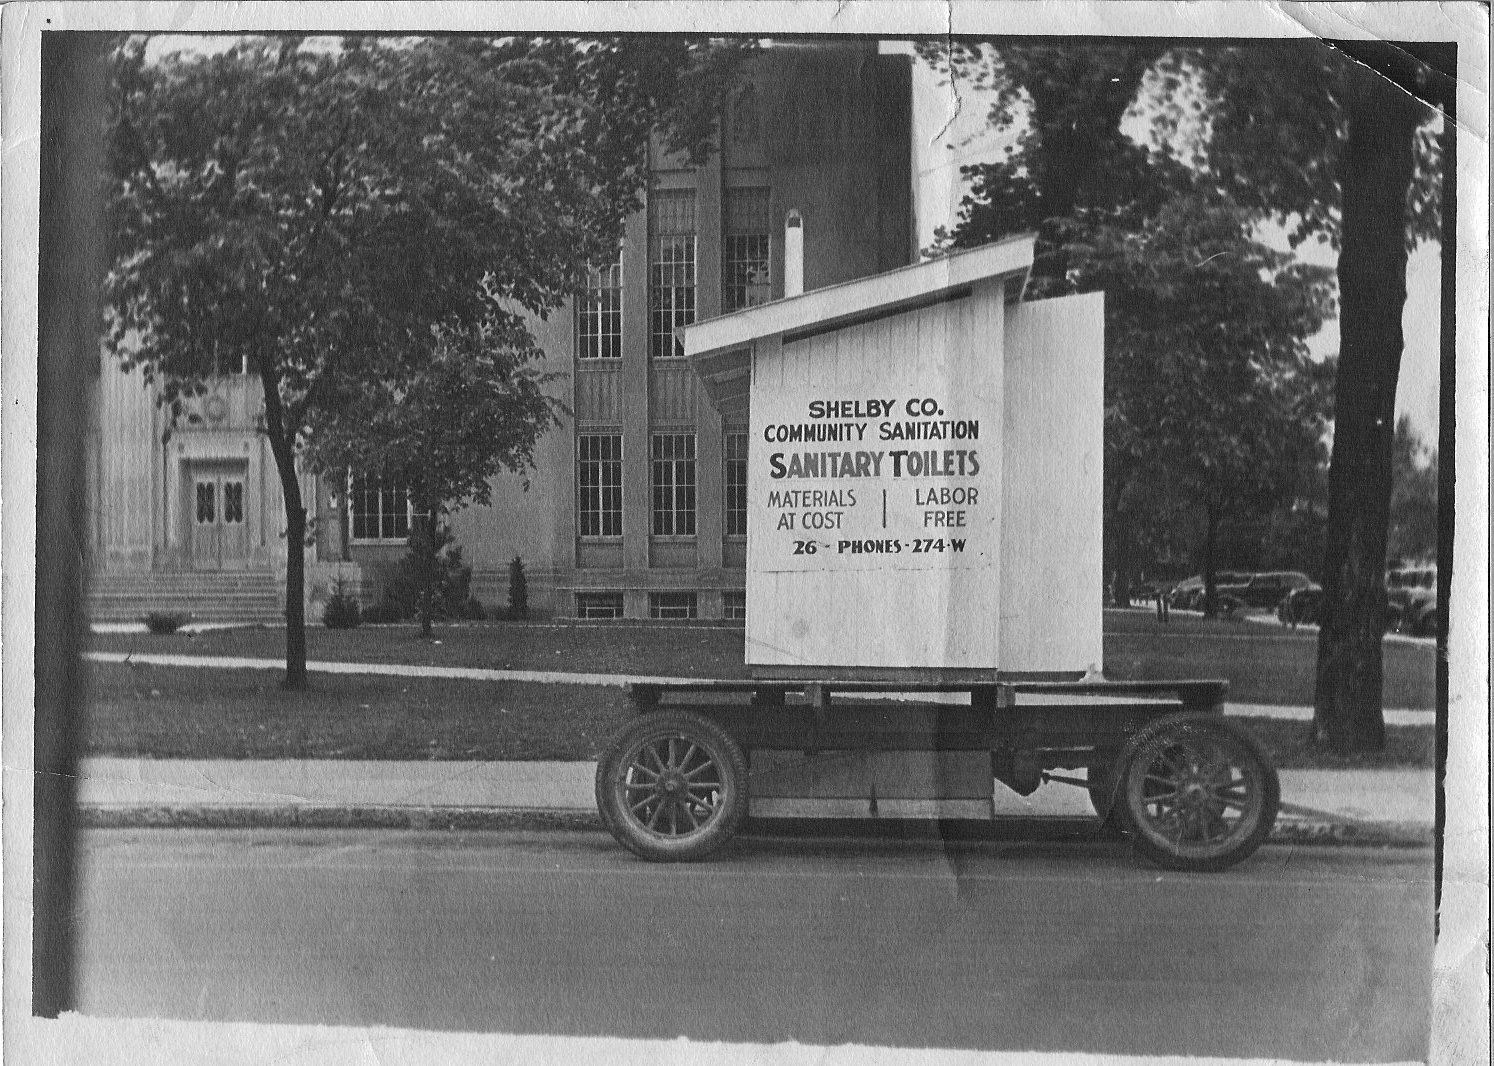 SHELBY CO.
COMMUNITY SANITATION
SANITARY TOILETS
MATERIALS | LABOR
AT COST | FREE
26 - PHONES - 274-W